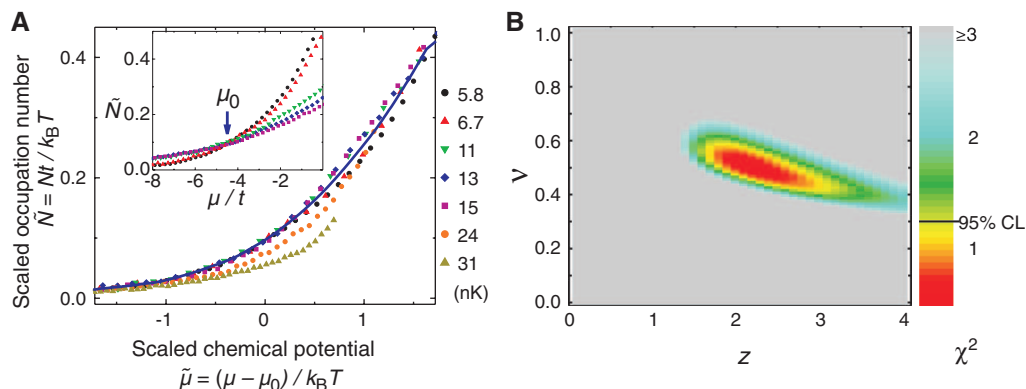 A
Scaled occupation number
Ñ = Nt / k_B T
0.4
0.2
0.0
-1
0
1
Scaled chemical potential
μ̃ = (μ − μ₀) / k_B T
Ñ
0.4
0.2
0.0
-8
-6
-4
-2
μ / t
μ₀
5.8
6.7
11
13
15
24
31
(nK)
B
ν
1.0
0.8
0.6
0.4
0.2
0.0
0
1
2
3
4
z
≥3
2
95% CL
1
χ²